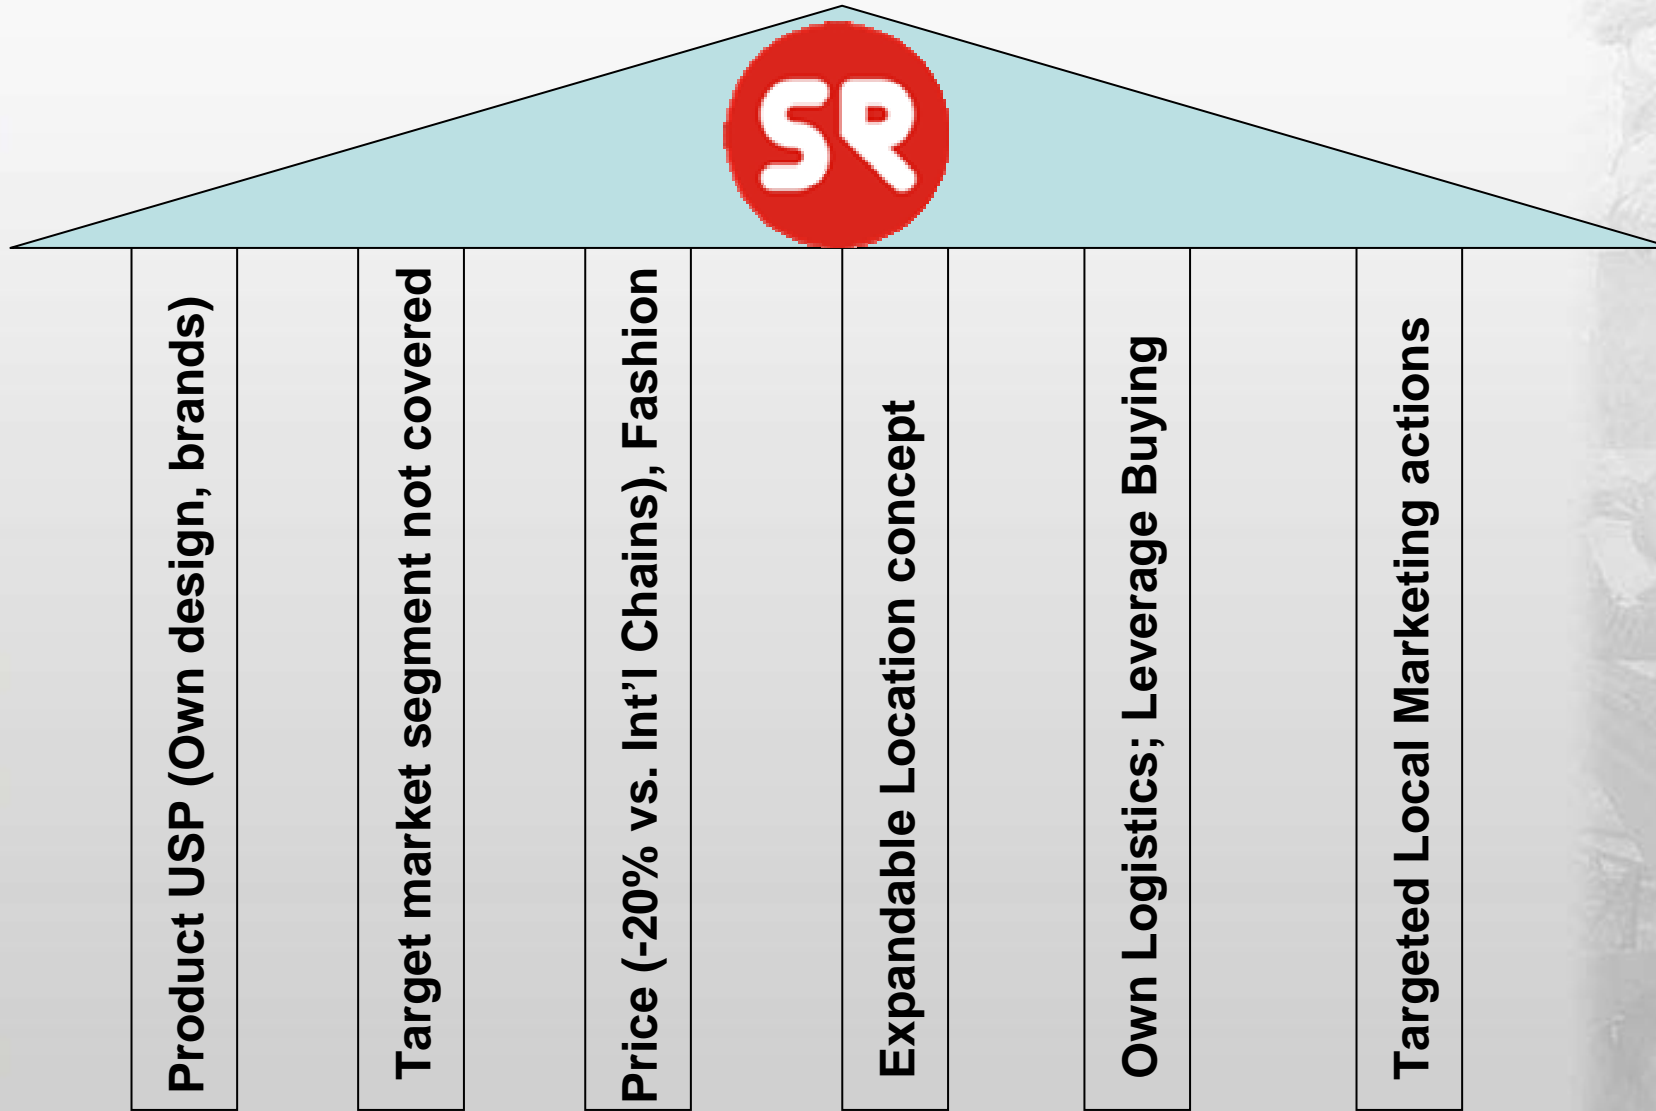 SR
Product USP (Own design, brands)
Target market segment not covered
Price (-20% vs. Int’l Chains), Fashion
Expandable Location concept
Own Logistics; Leverage Buying
Targeted Local Marketing actions